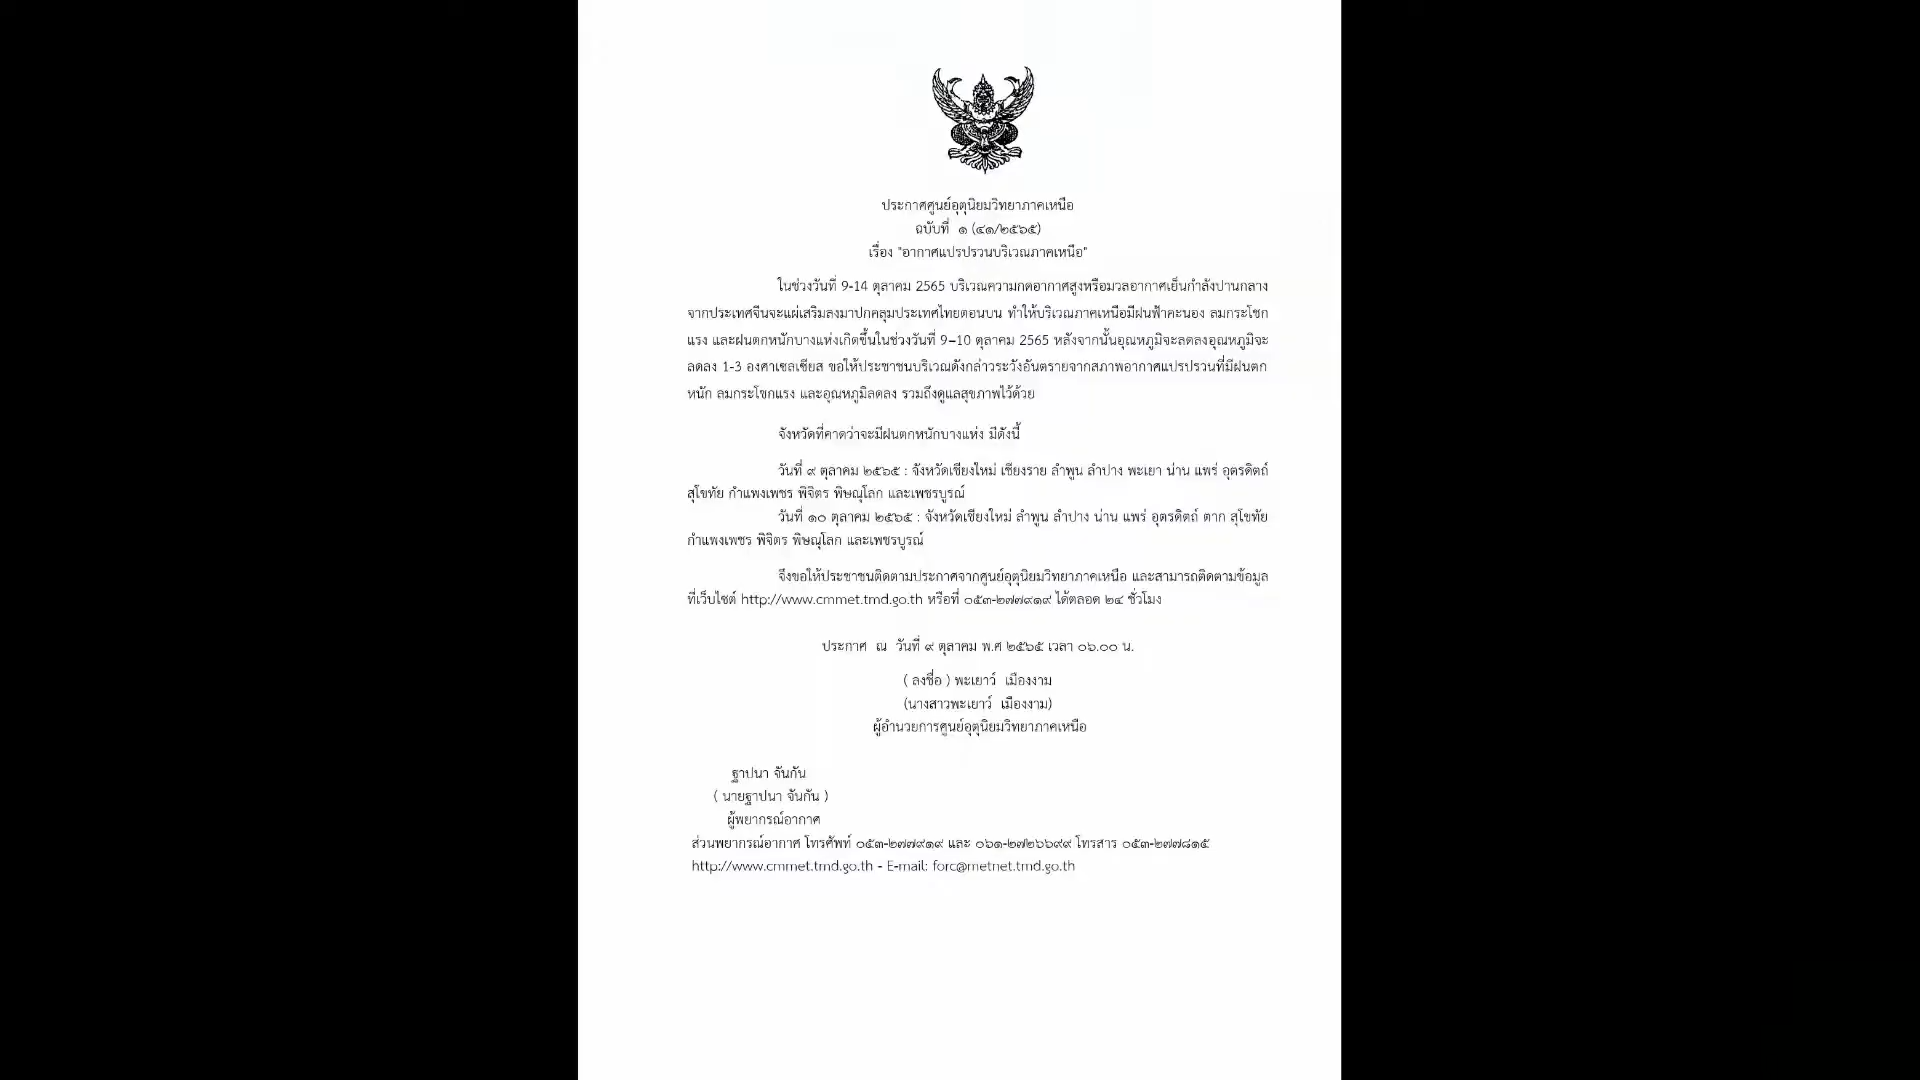 ประกาศศูนย์อุตุนิยมวิทยาภาคเหนือ
ฉบับที่ ๑ (๔๑/๒๕๖๕)
เรื่อง "อากาศแปรปรวนบริเวณภาคเหนือ"
ในช่วงวันที่ 9-14 ตุลาคม 2565 บริเวณความกดอากาศสูงหรือมวลอากาศเย็นกำลังปานกลาง
จากประเทศจีนจะแผ่เสริมลงมาปกคลุมประเทศไทยตอนบน ทำให้บริเวณภาคเหนือมีฝนฟ้าคะนอง ลมกระโชก
แรง และฝนตกหนักบางแห่งเกิดขึ้นในช่วงวันที่ 9–10 ตุลาคม 2565 หลังจากนั้นอุณหภูมิจะลดลงอุณหภูมิจะ
ลดลง 1-3 องศาเซลเซียส ขอให้ประชาชนบริเวณดังกล่าวระวังอันตรายจากสภาพอากาศแปรปรวนที่มีฝนตก
หนัก ลมกระโชกแรง และอุณหภูมิลดลง รวมถึงดูแลสุขภาพไว้ด้วย
จังหวัดที่คาดว่าจะมีฝนตกหนักบางแห่ง มีดังนี้
วันที่ ๙ ตุลาคม ๒๕๖๕ : จังหวัดเชียงใหม่ เชียงราย ลำพูน ลำปาง พะเยา น่าน แพร่ อุตรดิตถ์
สุโขทัย กำแพงเพชร พิจิตร พิษณุโลก และเพชรบูรณ์
วันที่ ๑๐ ตุลาคม ๒๕๖๕ : จังหวัดเชียงใหม่ ลำพูน ลำปาง น่าน แพร่ อุตรดิตถ์ ตาก สุโขทัย
กำแพงเพชร พิจิตร พิษณุโลก และเพชรบูรณ์
จึงขอให้ประชาชนติดตามประกาศจากศูนย์อุตุนิยมวิทยาภาคเหนือ และสามารถติดตามข้อมูล
ที่เว็บไซต์ http://www.cmmet.tmd.go.th หรือที่ ๐๕๓-๒๗๗๙๑๙ ได้ตลอด ๒๔ ชั่วโมง
ประกาศ ณ วันที่ ๙ ตุลาคม พ.ศ ๒๕๖๕ เวลา ๐๖.๐๐ น.
( ลงชื่อ ) พะเยาว์ เมืองงาม
(นางสาวพะเยาว์ เมืองงาม)
ผู้อำนวยการศูนย์อุตุนิยมวิทยาภาคเหนือ
ฐาปนา จันกัน
( นายฐาปนา จันกัน )
ผู้พยากรณ์อากาศ
ส่วนพยากรณ์อากาศ โทรศัพท์ ๐๕๓-๒๗๗๙๑๙ และ ๐๖๑-๒๗๒๖๖๙๙ โทรสาร ๐๕๓-๒๗๗๘๑๕
http://www.cmmet.tmd.go.th - E-mail: forc@metnet.tmd.go.th